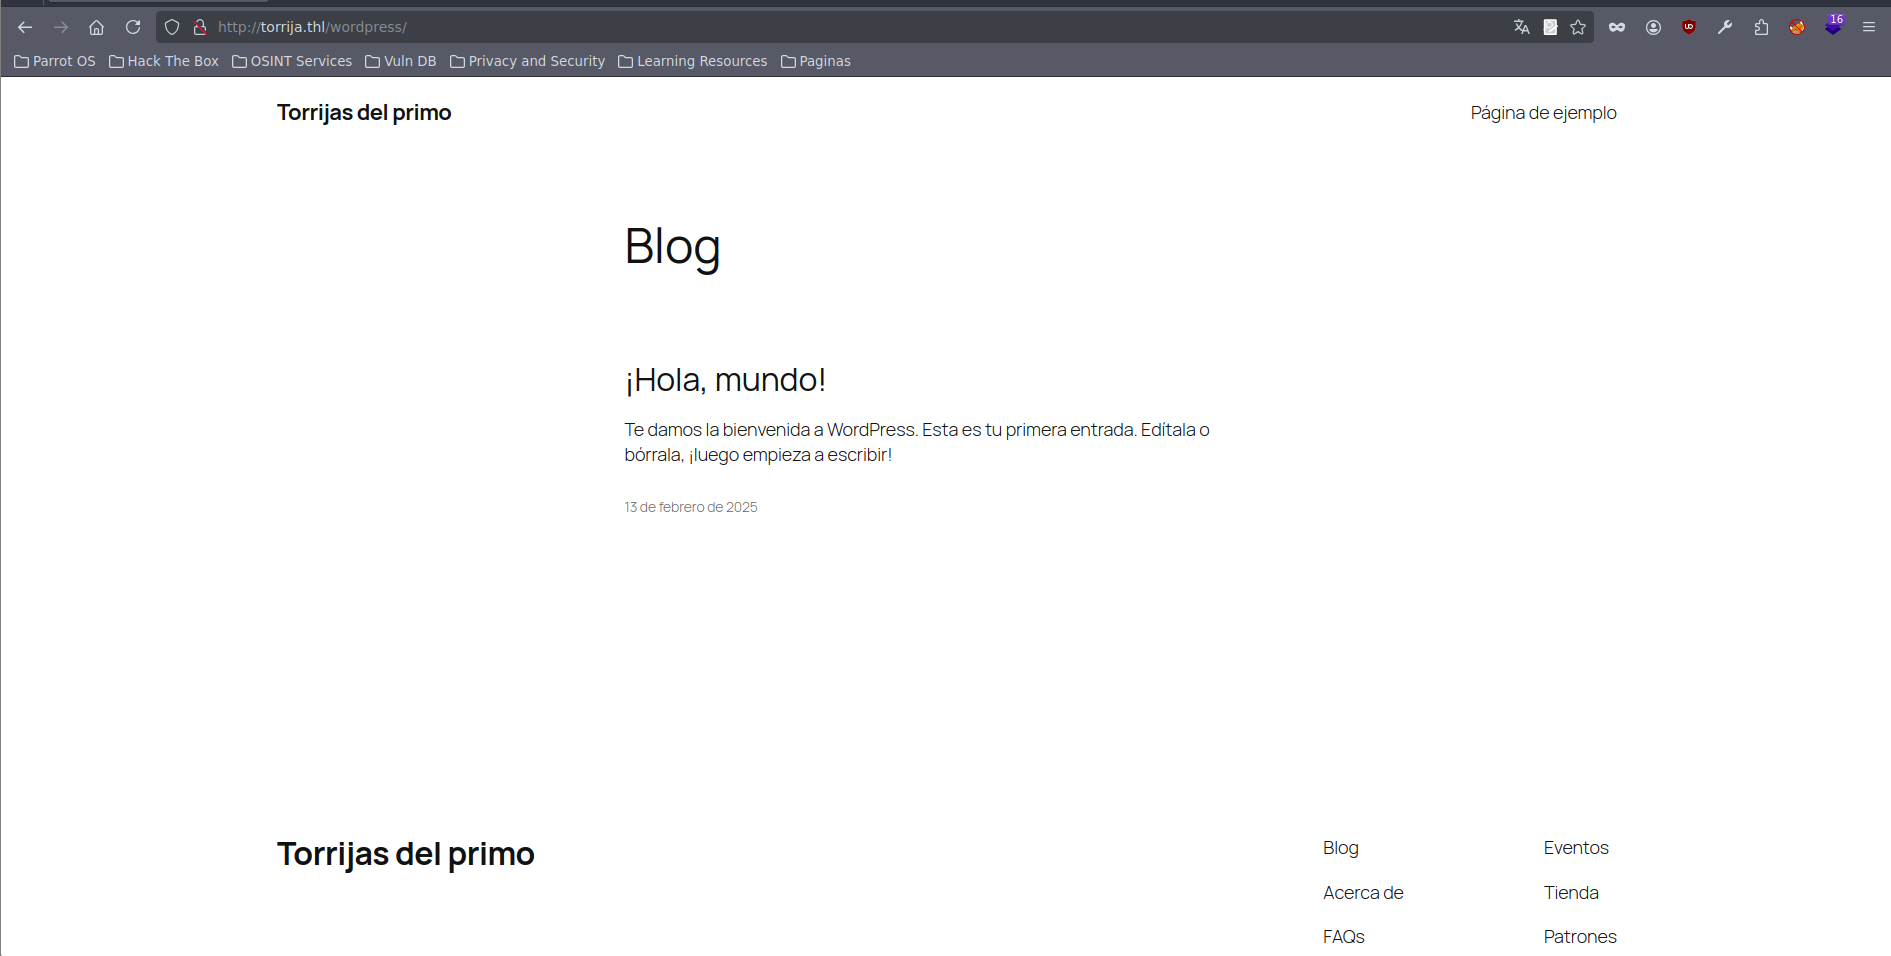 http://torrija.thl/wordpress/
16
Parrot OS Hack The Box OSINT Services Vuln DB Privacy and Security Learning Resources Paginas
Torrijas del primo Página de ejemplo
Blog
¡Hola, mundo!
Te damos la bienvenida a WordPress. Esta es tu primera entrada. Edítala o
bórrala, ¡luego empieza a escribir!
13 de febrero de 2025
Torrijas del primo
Blog Eventos
Acerca de Tienda
FAQs Patrones